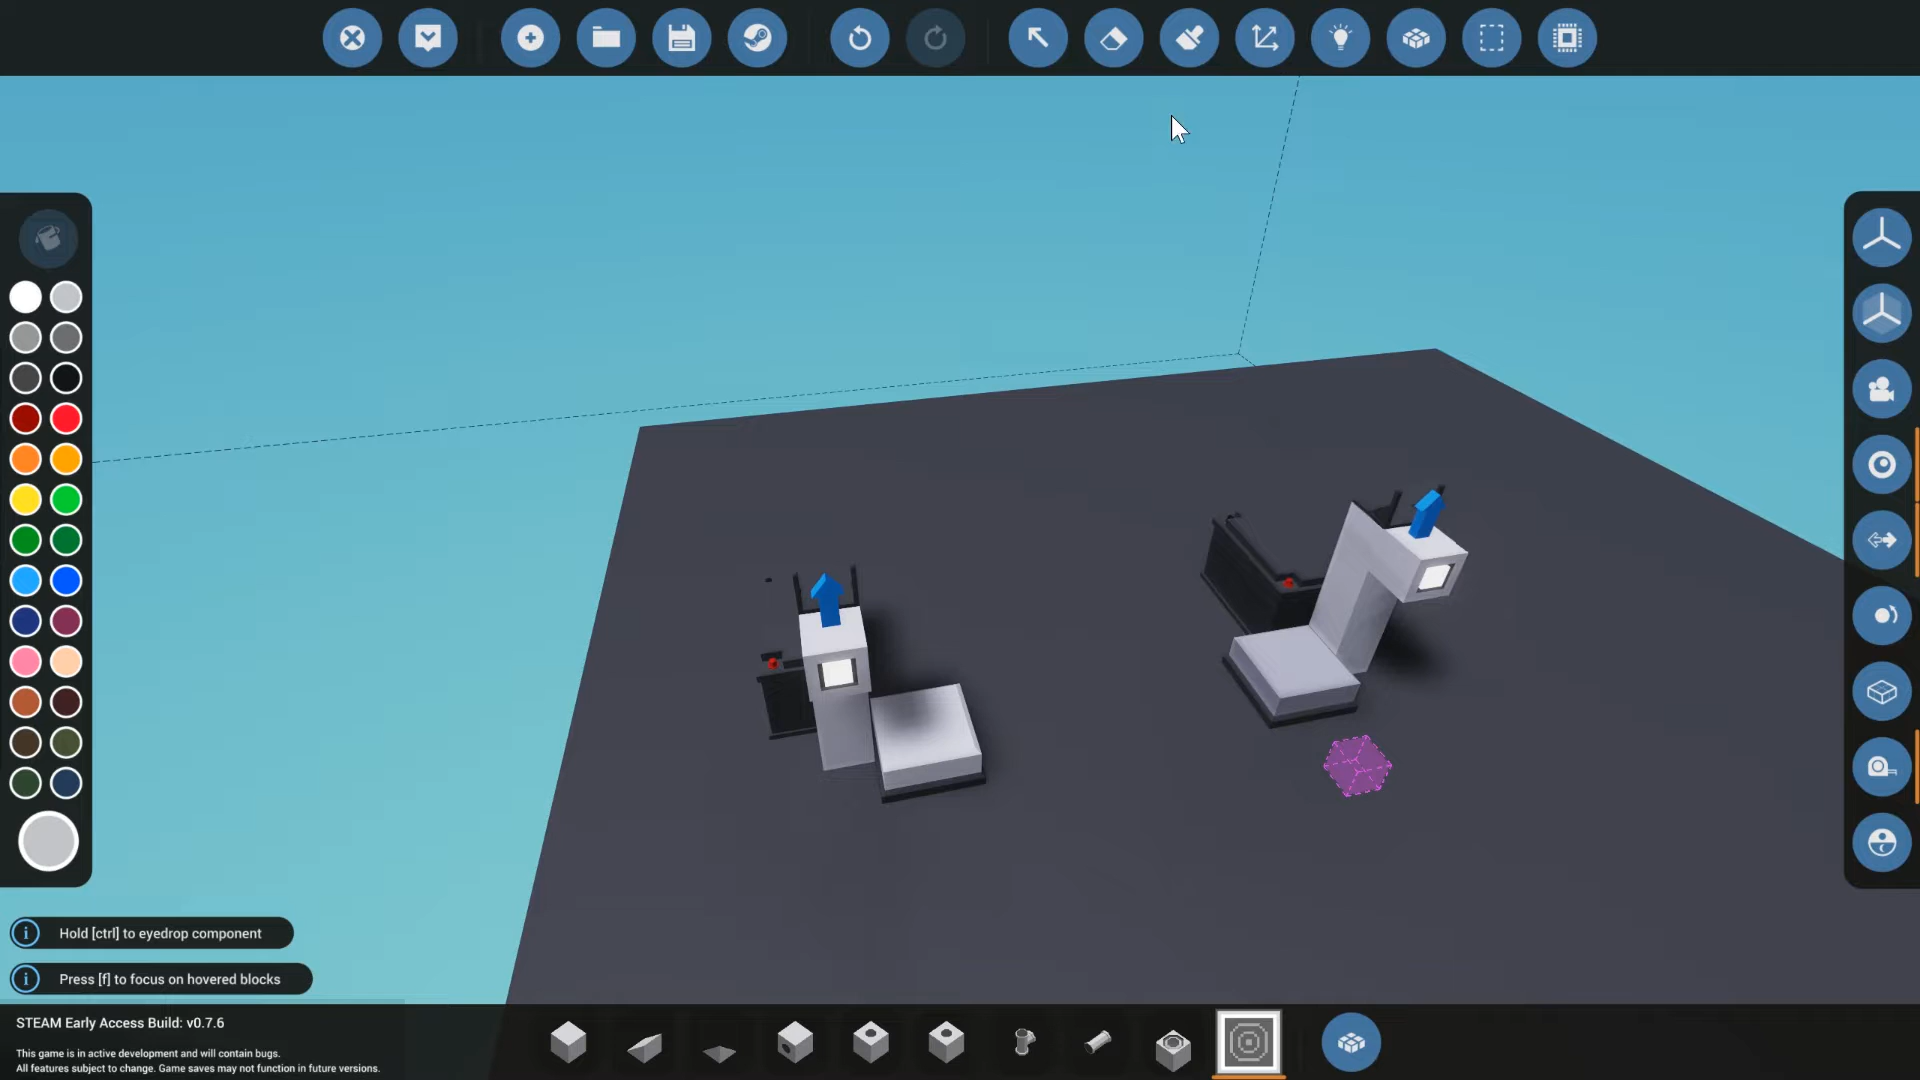 Hold [ctrl] to eyedrop component
Press [f] to focus on hovered blocks
STEAM Early Access Build: v0.7.6
This game is in active development and will contain bugs.
All features subject to change. Game saves may not function in future versions.